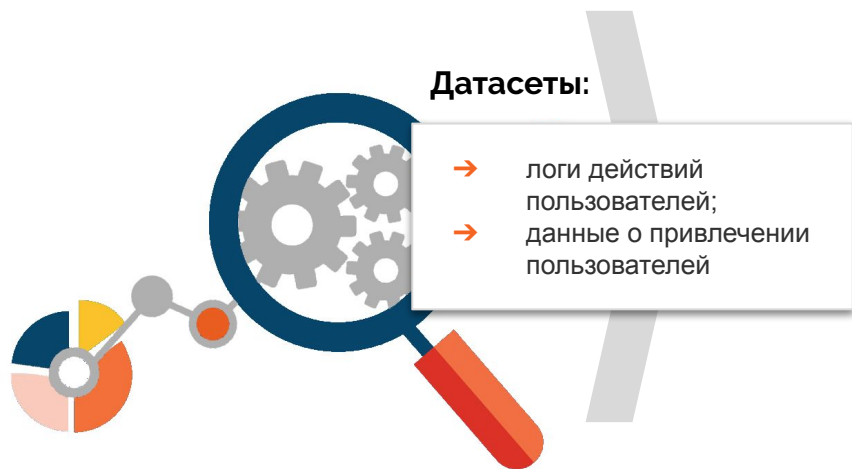 Датасеты:
➔ логи действий
пользователей;
➔ данные о привлечении
пользователей